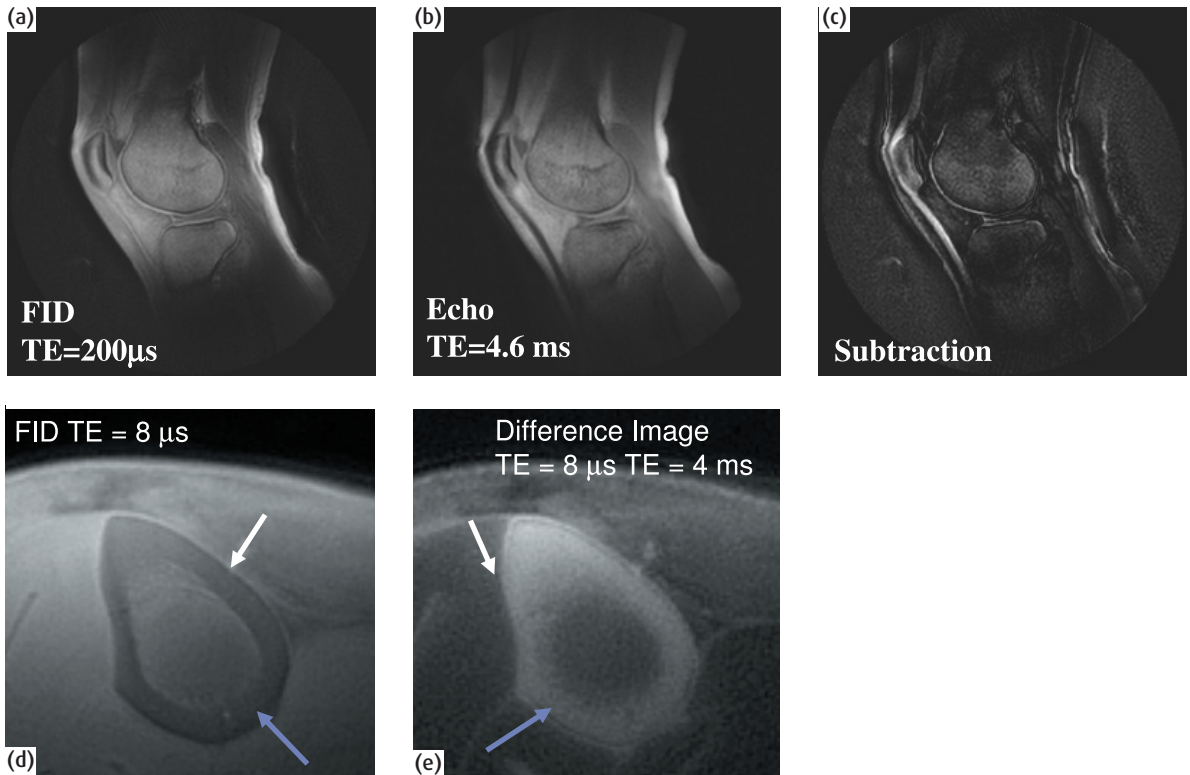 (a)
FID
TE=200µs
(b)
Echo
TE=4.6 ms
(c)
Subtraction
(d)
FID TE = 8 µs
(e)
Difference Image
TE = 8 µs TE = 4 ms